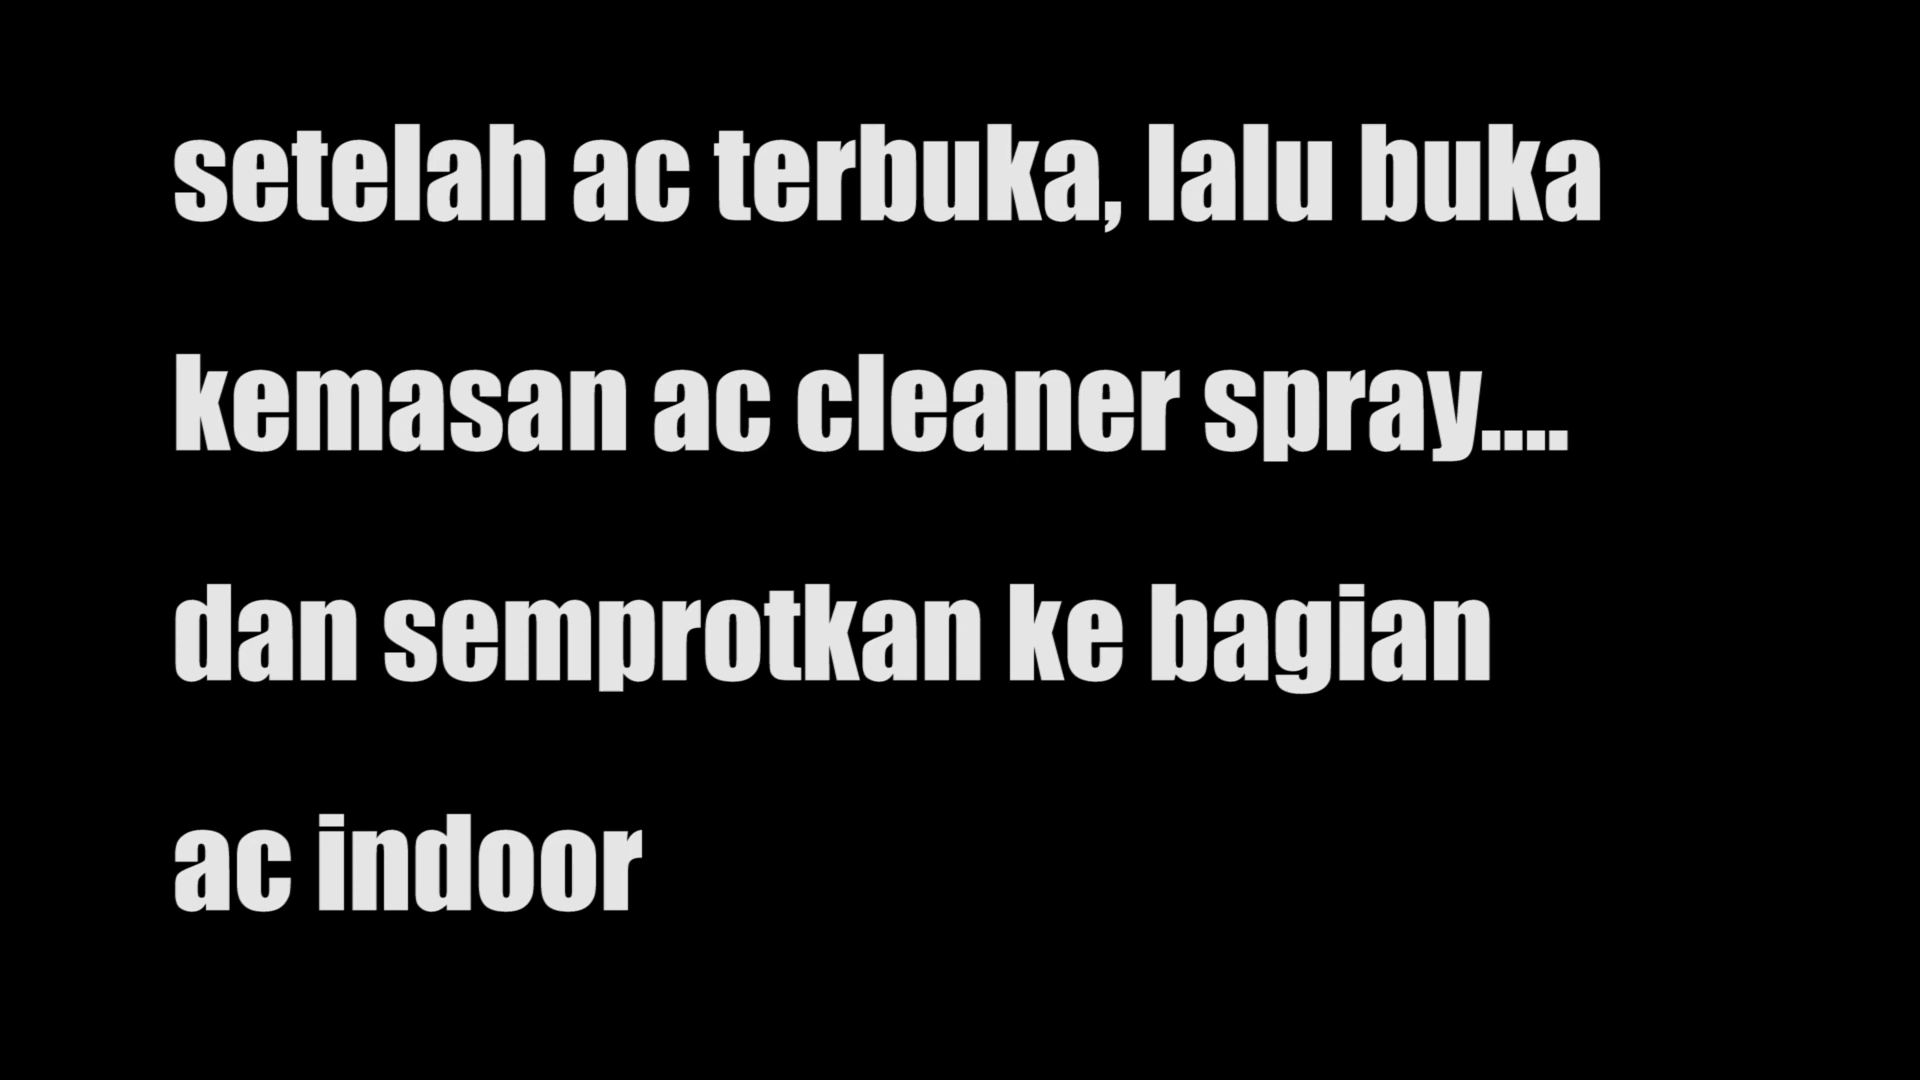 setelah ac terbuka, lalu buka
kemasan ac cleaner spray....
dan semprotkan ke bagian
ac indoor